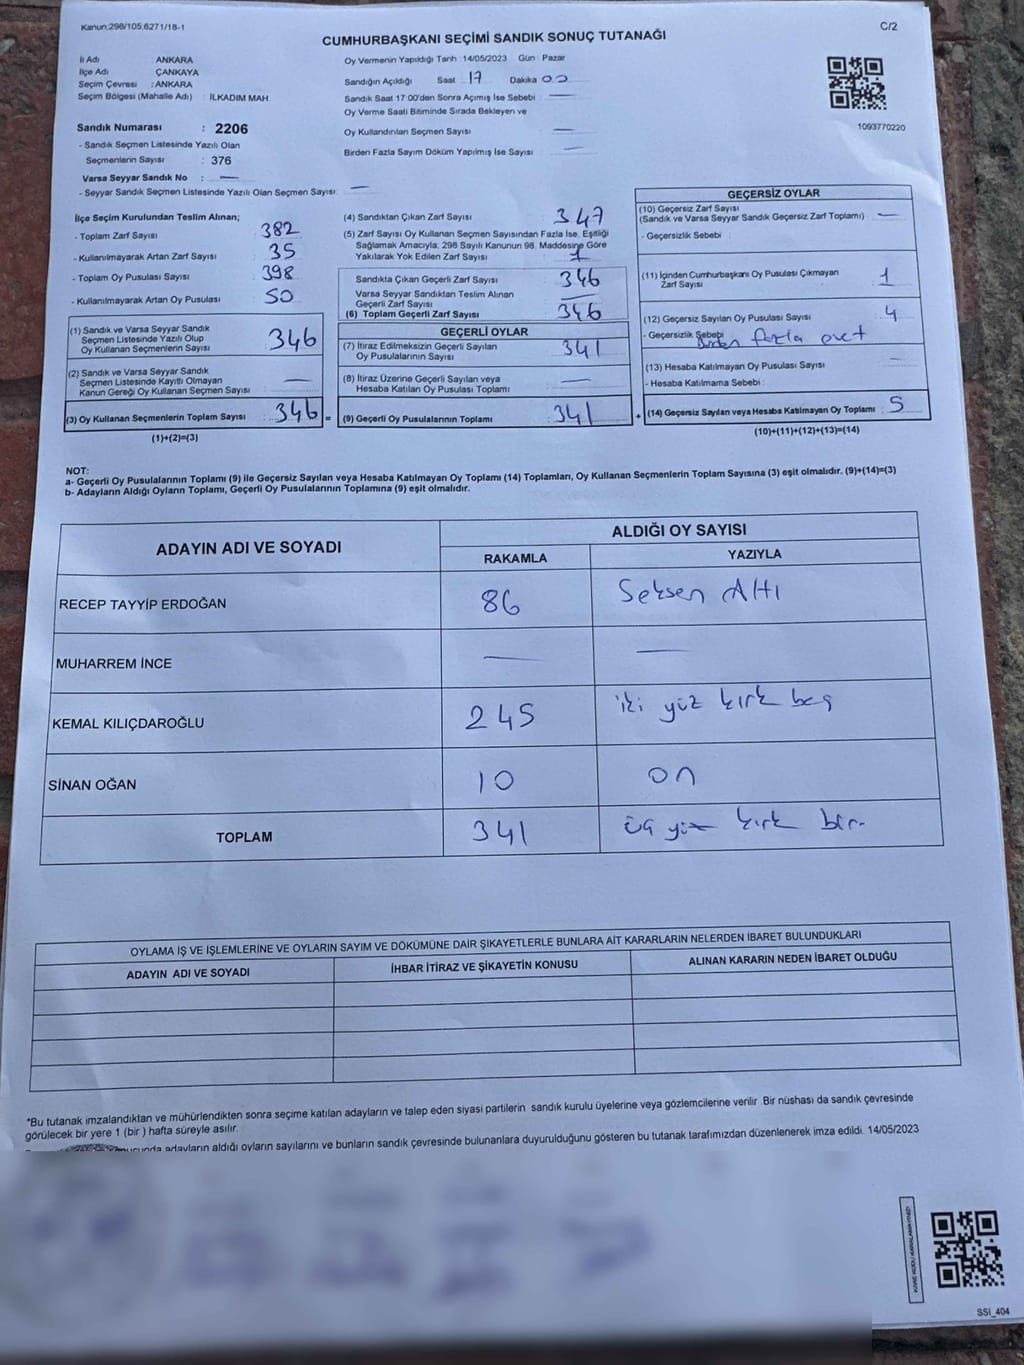 Kanun:298/105,6271/18-1
C/2
CUMHURBAŞKANI SEÇİMİ SANDIK SONUÇ TUTANAĞI
İl Adı ANKARA
İlçe Adı ÇANKAYA
Seçim Çevresi : ANKARA
Seçim Bölgesi (Mahalle Adı) : İLKADIM MAH.
Sandık Numarası : 2206
- Sandık Seçmen Listesinde Yazılı Olan
Seçmenlerin Sayısı : 376
Varsa Seyyar Sandık No : —
- Seyyar Sandık Seçmen Listesinde Yazılı Olan Seçmen Sayısı: —
Oy Vermenin Yapıldığı Tarih 14/05/2023 Gün : Pazar
Sandığın Açıldığı Saat 17 Dakika 00
Sandık Saat 17:00'den Sonra Açımış İse Sebebi —
Oy Verme Saati Bitiminde Sırada Bekleyen ve
Oy Kullandırılan Seçmen Sayısı —
Birden Fazla Sayım Döküm Yapılmış İse Sayısı —
1093770220
İlçe Seçim Kurulundan Teslim Alınan;
- Toplam Zarf Sayısı 382
- Kullanılmayarak Artan Zarf Sayısı 35
- Toplam Oy Pusulası Sayısı 398
- Kullanılmayarak Artan Oy Pusulası 50
(1) Sandık ve Varsa Seyyar Sandık
Seçmen Listesinde Yazılı Olup
Oy Kullanan Seçmenlerin Sayısı 346
(2) Sandık ve Varsa Seyyar Sandık
Seçmen Listesinde Kayıtlı Olmayan
Kanun Gereği Oy Kullanan Seçmen Sayısı —
(3) Oy Kullanan Seçmenlerin Toplam Sayısı 346 =
(1)+(2)=(3)
(4) Sandıktan Çıkan Zarf Sayısı 347
(5) Zarf Sayısı Oy Kullanan Seçmen Sayısından Fazla İse, Eşitliği
Sağlamak Amacıyla; 298 Sayılı Kanunun 98. Maddesine Göre
Yakılarak Yok Edilen Zarf Sayısı 1
Sandıkta Çıkan Geçerli Zarf Sayısı 346
Varsa Seyyar Sandıktan Teslim Alınan
Geçerli Zarf Sayısı —
(6) Toplam Geçerli Zarf Sayısı 346
GEÇERLİ OYLAR
(7) İtiraz Edilmeksizin Geçerli Sayılan
Oy Pusulalarının Sayısı 341
(8) İtiraz Üzerine Geçerli Sayılan veya
Hesaba Katılan Oy Pusulası Toplamı —
(9) Geçerli Oy Pusulalarının Toplamı 341 +
GEÇERSİZ OYLAR
(10) Geçersiz Zarf Sayısı
(Sandık ve Varsa Seyyar Sandık Geçersiz Zarf Toplamı) —
- Geçersizlik Sebebi :
(11) İçinden Cumhurbaşkanı Oy Pusulası Çıkmayan
Zarf Sayısı 1
(12) Geçersiz Sayılan Oy Pusulası Sayısı 4
- Geçersizlik Sebebi Birden fazla evet
(13) Hesaba Katılmayan Oy Pusulası Sayısı —
- Hesaba Katılmama Sebebi :
(14) Geçersiz Sayılan veya Hesaba Katılmayan Oy Toplamı 5
(10)+(11)+(12)+(13)=(14)
NOT:
a- Geçerli Oy Pusulalarının Toplamı (9) ile Geçersiz Sayılan veya Hesaba Katılmayan Oy Toplamı (14) Toplamları, Oy Kullanan Seçmenlerin Toplam Sayısına (3) eşit olmalıdır. (9)+(14)=(3)
b- Adayların Aldığı Oyların Toplamı, Geçerli Oy Pusulalarının Toplamına (9) eşit olmalıdır.
ADAYIN ADI VE SOYADI ALDIĞI OY SAYISI
RAKAMLA YAZIYLA
RECEP TAYYİP ERDOĞAN 86 Seksen Altı
MUHARREM İNCE — —
KEMAL KILIÇDAROĞLU 245 iki yüz kırk beş
SİNAN OĞAN 10 on
TOPLAM 341 üç yüz kırk bir.
OYLAMA İŞ VE İŞLEMLERİNE VE OYLARIN SAYIM VE DÖKÜMÜNE DAİR ŞİKAYETLERLE BUNLARA AİT KARARLARIN NELERDEN İBARET BULUNDUKLARI
ADAYIN ADI VE SOYADI İHBAR İTİRAZ VE ŞİKAYETİN KONUSU ALINAN KARARIN NEDEN İBARET OLDUĞU
*Bu tutanak imzalandıktan ve mühürlendikten sonra seçime katılan adayların ve talep eden siyasi partilerin sandık kurulu üyelerine veya gözlemcilerine verilir. Bir nüshası da sandık çevresinde
görülecek bir yere 1 (bir) hafta süreyle asılır.
adayların aldığı oyların sayılarını ve bunların sandık çevresinde bulunanlara duyurulduğunu gösteren bu tutanak tarafımızdan düzenlenerek imza edildi. 14/05/2023
SSİ_404